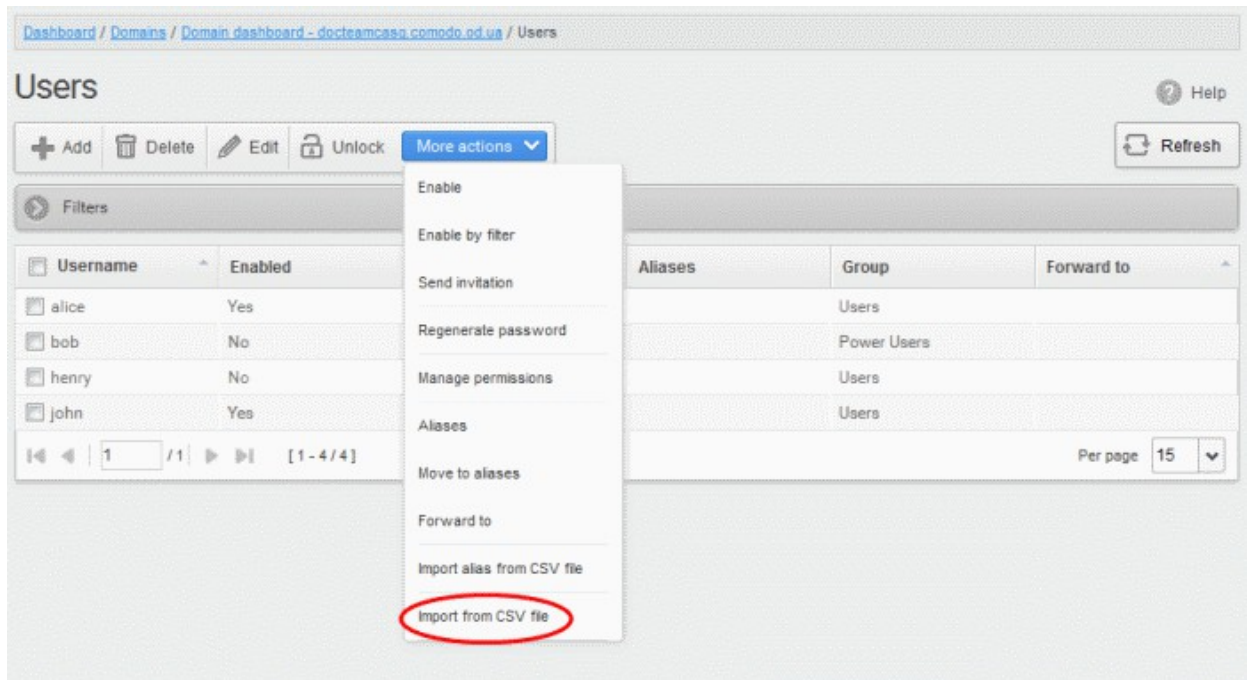 Dashboard / Domains / Domain dashboard - docteamcasg.comodo.od.ua / Users
Users
Help
Add Delete Edit Unlock More actions
Refresh
Enable
Filters
Enable by filter
Username Enabled Aliases Group Forward to
Send invitation
alice Yes Users
Regenerate password
bob No Power Users
henry No Users
Manage permissions
john Yes Users
Aliases
1 /1 [1-4/4] Per page 15
Move to aliases
Forward to
Import alias from CSV file
Import from CSV file